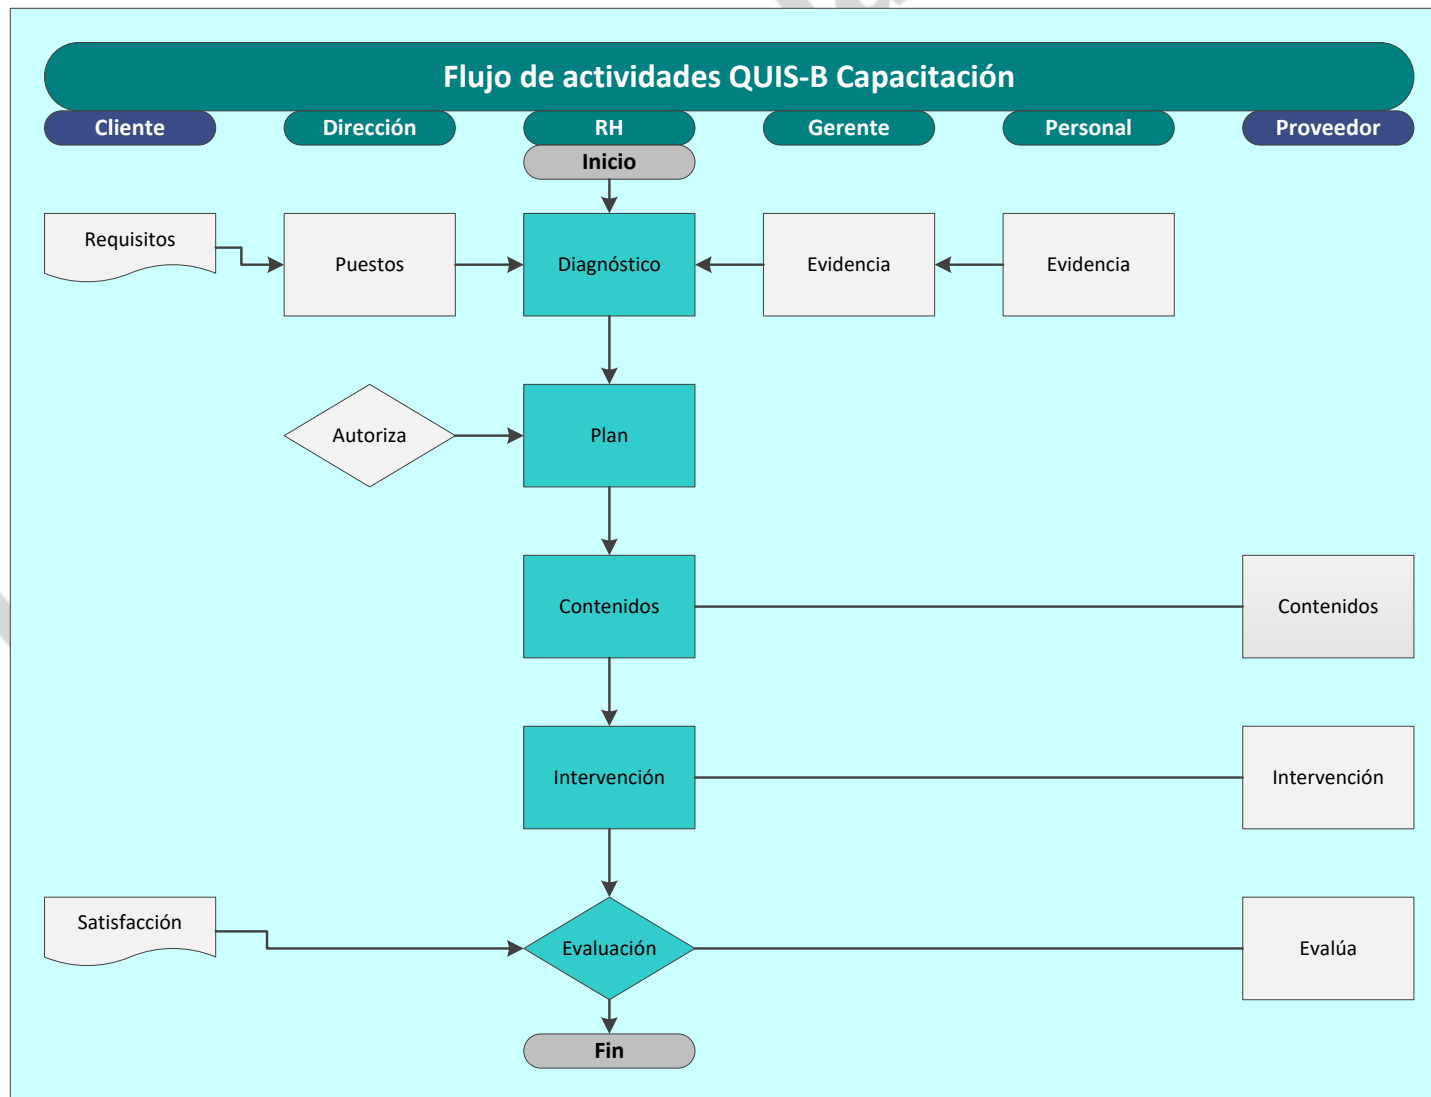 Flujo de actividades QUIS-B Capacitación
Cliente
Dirección
RH
Gerente
Personal
Proveedor
Inicio
Requisitos
Puestos
Diagnóstico
Evidencia
Evidencia
Autoriza
Plan
Contenidos
Contenidos
Intervención
Intervención
Satisfacción
Evaluación
Evalúa
Fin